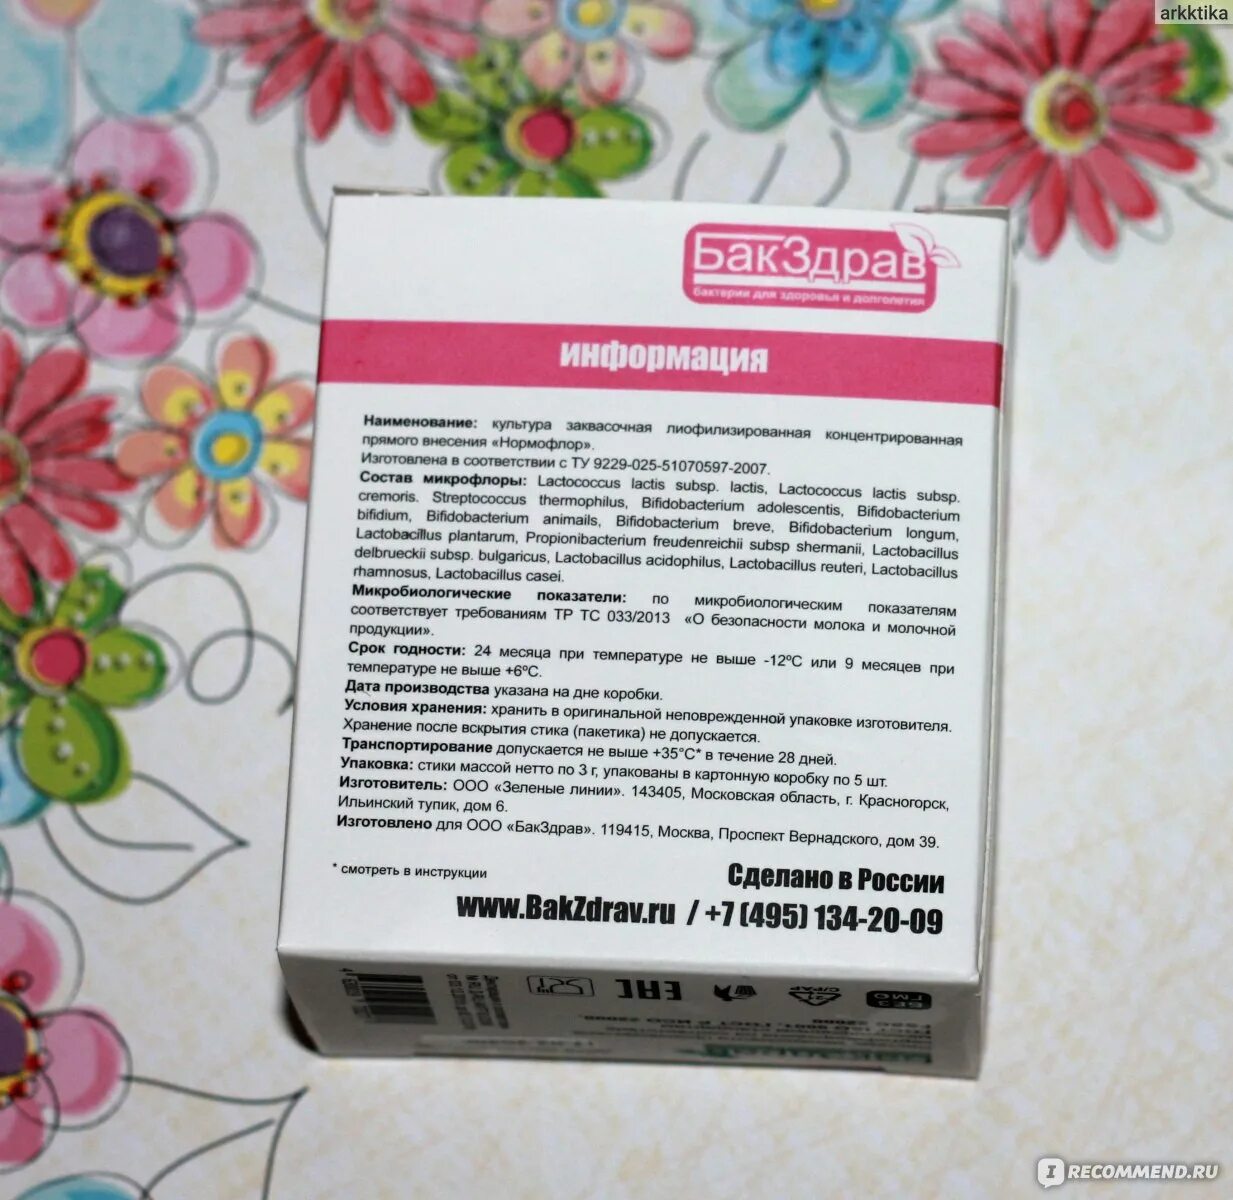 arkktika
БакЗдрав
бактерии для здоровья и долголетия
информация
Наименование: культура заквасочная лиофилизированная концентрированная
прямого внесения «Нормофлор».
Изготовлена в соответствии с ТУ 9229-025-51070597-2007.
Состав микрофлоры: Lactococcus lactis subsp. lactis, Lactococcus lactis subsp.
cremoris. Streptococcus thermophilus, Bifidobacterium adolescentis, Bifidobacterium
bifidium, Bifidobacterium animails, Bifidobacterium breve, Bifidobacterium longum,
Lactobacillus plantarum, Propionibacterium freudenreichii subsp shermanii, Lactobacillus
delbrueckii subsp. bulgaricus, Lactobacillus acidophilus, Lactobacillus reuteri, Lactobacillus
rhamnosus, Lactobacillus casei.
Микробиологические показатели: по микробиологическим показателям
соответствует требованиям ТР ТС 033/2013 «О безопасности молока и молочной
продукции».
Срок годности: 24 месяца при температуре не выше -12ºС или 9 месяцев при
температуре не выше +6ºС.
Дата производства указана на дне коробки.
Условия хранения: хранить в оригинальной неповрежденной упаковке изготовителя.
Хранение после вскрытия стика (пакетика) не допускается.
Транспортирование допускается не выше +35°С* в течение 28 дней.
Упаковка: стики массой нетто по 3 г, упакованы в картонную коробку по 5 шт.
Изготовитель: ООО «Зеленые линии». 143405, Московская область, г. Красногорск,
Ильинский тупик, дом 6.
Изготовлено для ООО «БакЗдрав». 119415, Москва, Проспект Вернадского, дом 39.
* смотреть в инструкции
Сделано в России
www.BakZdrav.ru / +7 (495) 134-20-09
EAC
21
C/PAP
БЕЗ
ГМО
БакЗдрав
I RECOMMEND.RU